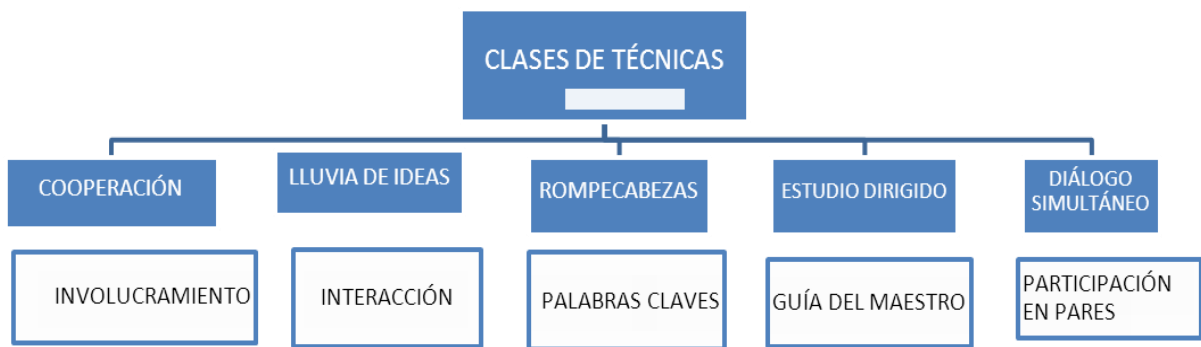 CLASES DE TÉCNICAS
COOPERACIÓN
LLUVIA DE IDEAS
ROMPECABEZAS
ESTUDIO DIRIGIDO
DIÁLOGO
SIMULTÁNEO
INVOLUCRAMIENTO
INTERACCIÓN
PALABRAS CLAVES
GUÍA DEL MAESTRO
PARTICIPACIÓN
EN PARES